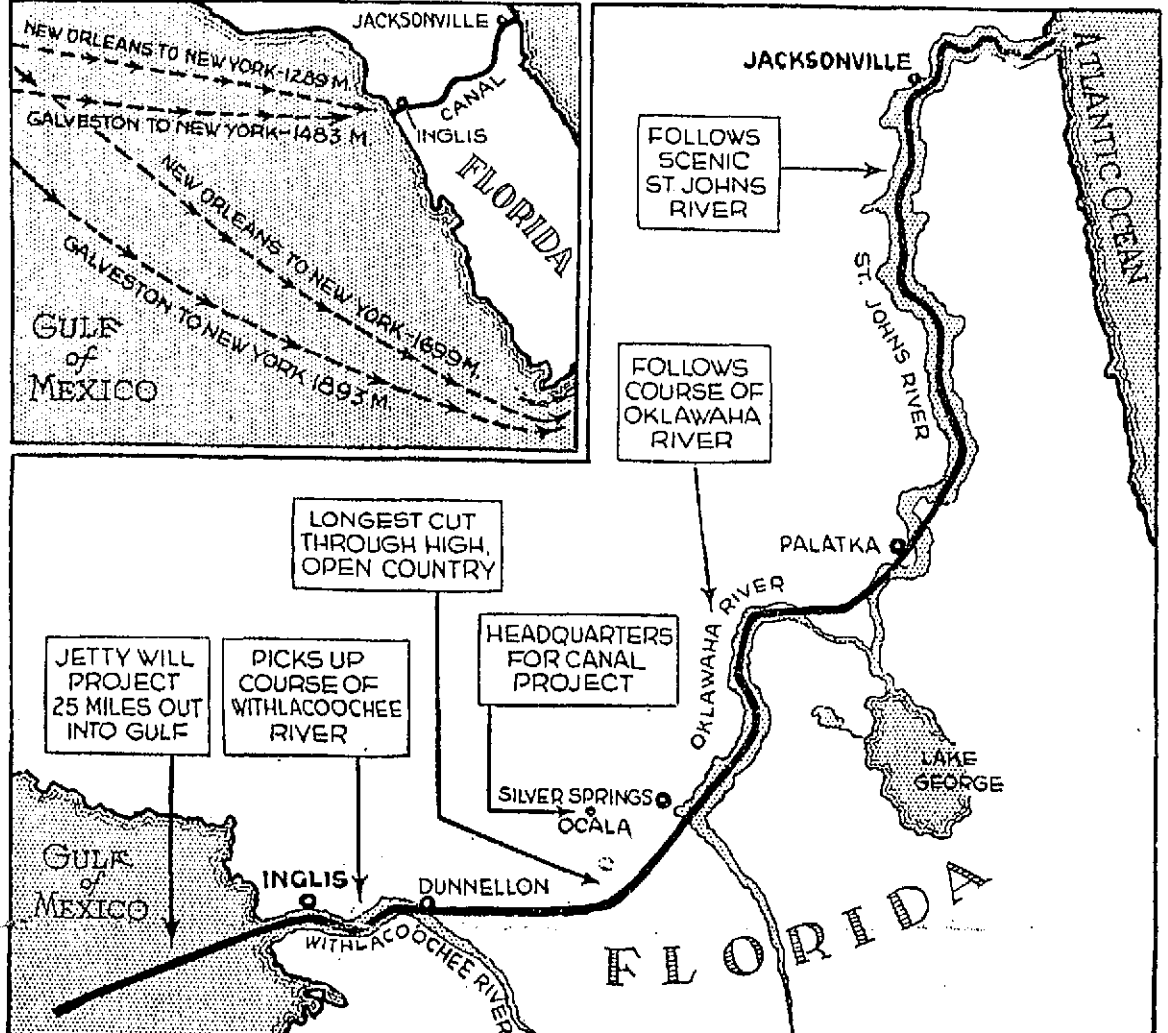 JACKSONVILLE
NEW ORLEANS TO NEW YORK-1289 M.
CANAL
GALVESTON TO NEW YORK-1483 M.
INGLIS
FLORIDA
NEW ORLEANS TO NEW YORK-1699 M.
GALVESTON TO NEW YORK 1893 M.
GULF
of
MEXICO
JACKSONVILLE
ATLANTIC OCEAN
FOLLOWS
SCENIC
ST. JOHNS
RIVER
ST. JOHNS RIVER
FOLLOWS
COURSE OF
OKLAWAHA
RIVER
LONGEST CUT
THROUGH HIGH,
OPEN COUNTRY
PALATKA
OKLAWAHA RIVER
HEADQUARTERS
FOR CANAL
PROJECT
JETTY WILL
PROJECT
25 MILES OUT
INTO GULF
PICKS UP
COURSE OF
WITHLACOOCHEE
RIVER
LAKE
GEORGE
SILVER SPRINGS
OCALA
GULF
of
MEXICO
INGLIS
DUNNELLON
WITHLACOOCHEE RIVER
FLORIDA